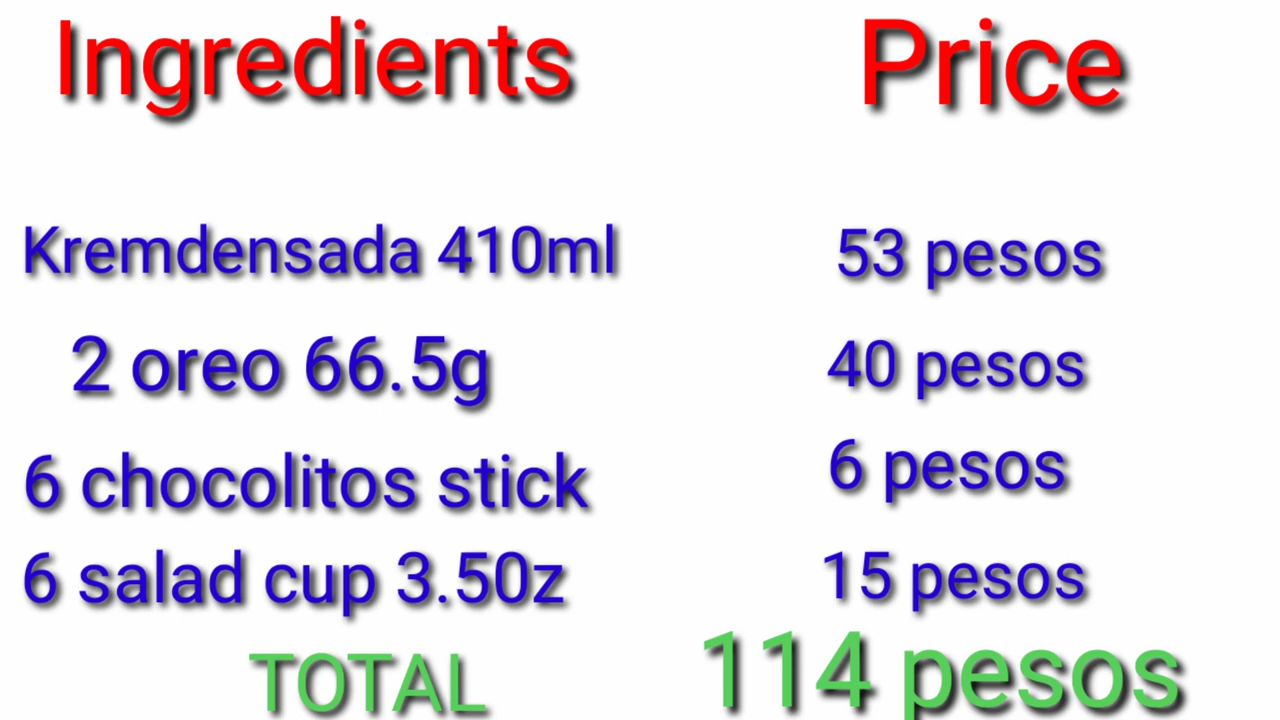 Ingredients Price
Kremdensada 410ml 53 pesos
2 oreo 66.5g 40 pesos
6 chocolitos stick 6 pesos
6 salad cup 3.50z 15 pesos
TOTAL 114 pesos